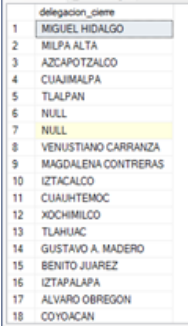 delegacion_cierre
1 MIGUEL HIDALGO
2 MILPA ALTA
3 AZCAPOTZALCO
4 CUAJIMALPA
5 TLALPAN
6 NULL
7 NULL
8 VENUSTIANO CARRANZA
9 MAGDALENA CONTRERAS
10 IZTACALCO
11 CUAUHTEMOC
12 XOCHIMILCO
13 TLAHUAC
14 GUSTAVO A. MADERO
15 BENITO JUAREZ
16 IZTAPALAPA
17 ALVARO OBREGON
18 COYOACAN